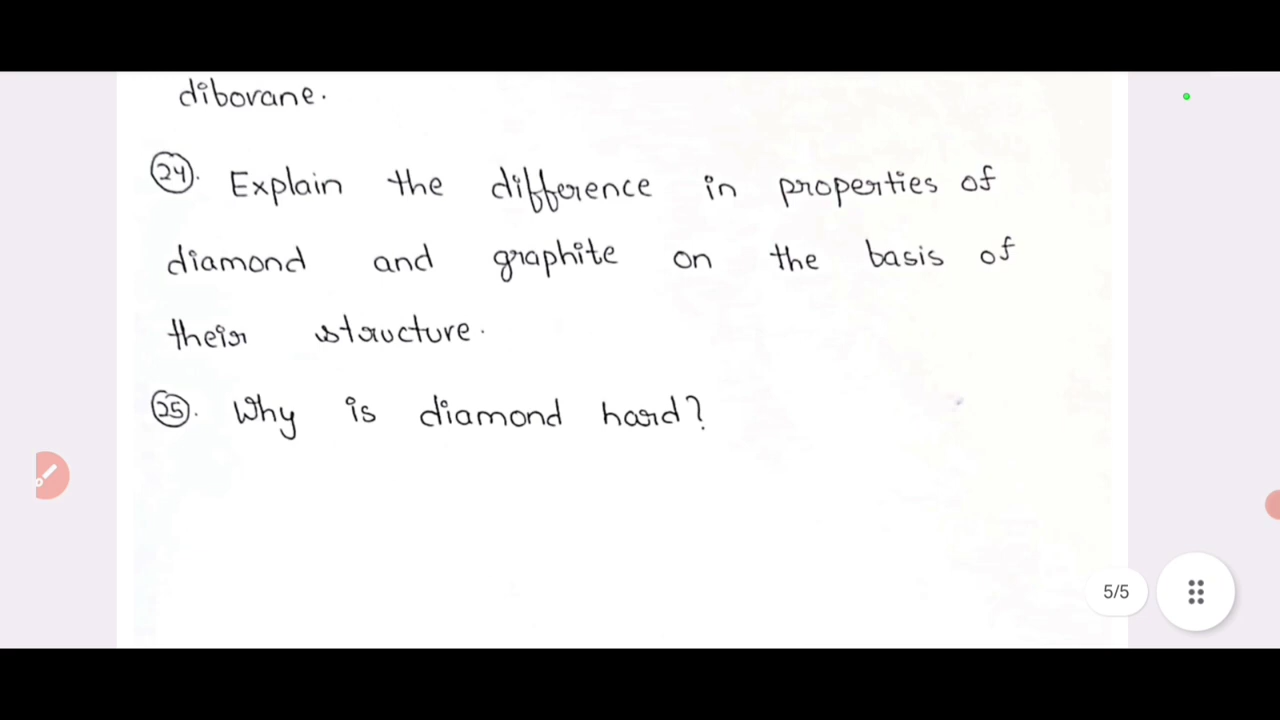 diborane.
24. Explain the difference in properties of
diamond and graphite on the basis of
their structure.
25. Why is diamond hard?
5/5